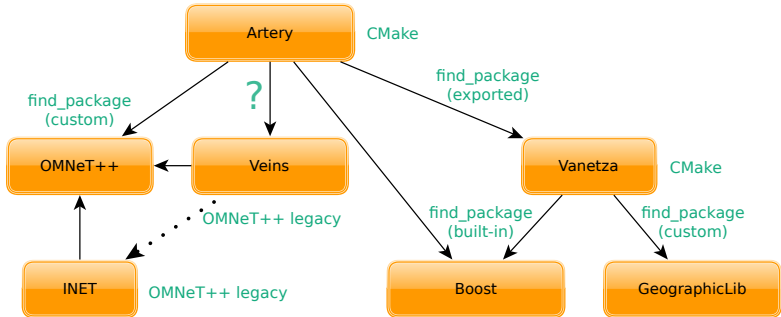 Artery
CMake
find_package
(custom)
?
find_package
(exported)
OMNeT++
Veins
Vanetza
CMake
OMNeT++ legacy
find_package
(built-in)
find_package
(custom)
INET
OMNeT++ legacy
Boost
GeographicLib